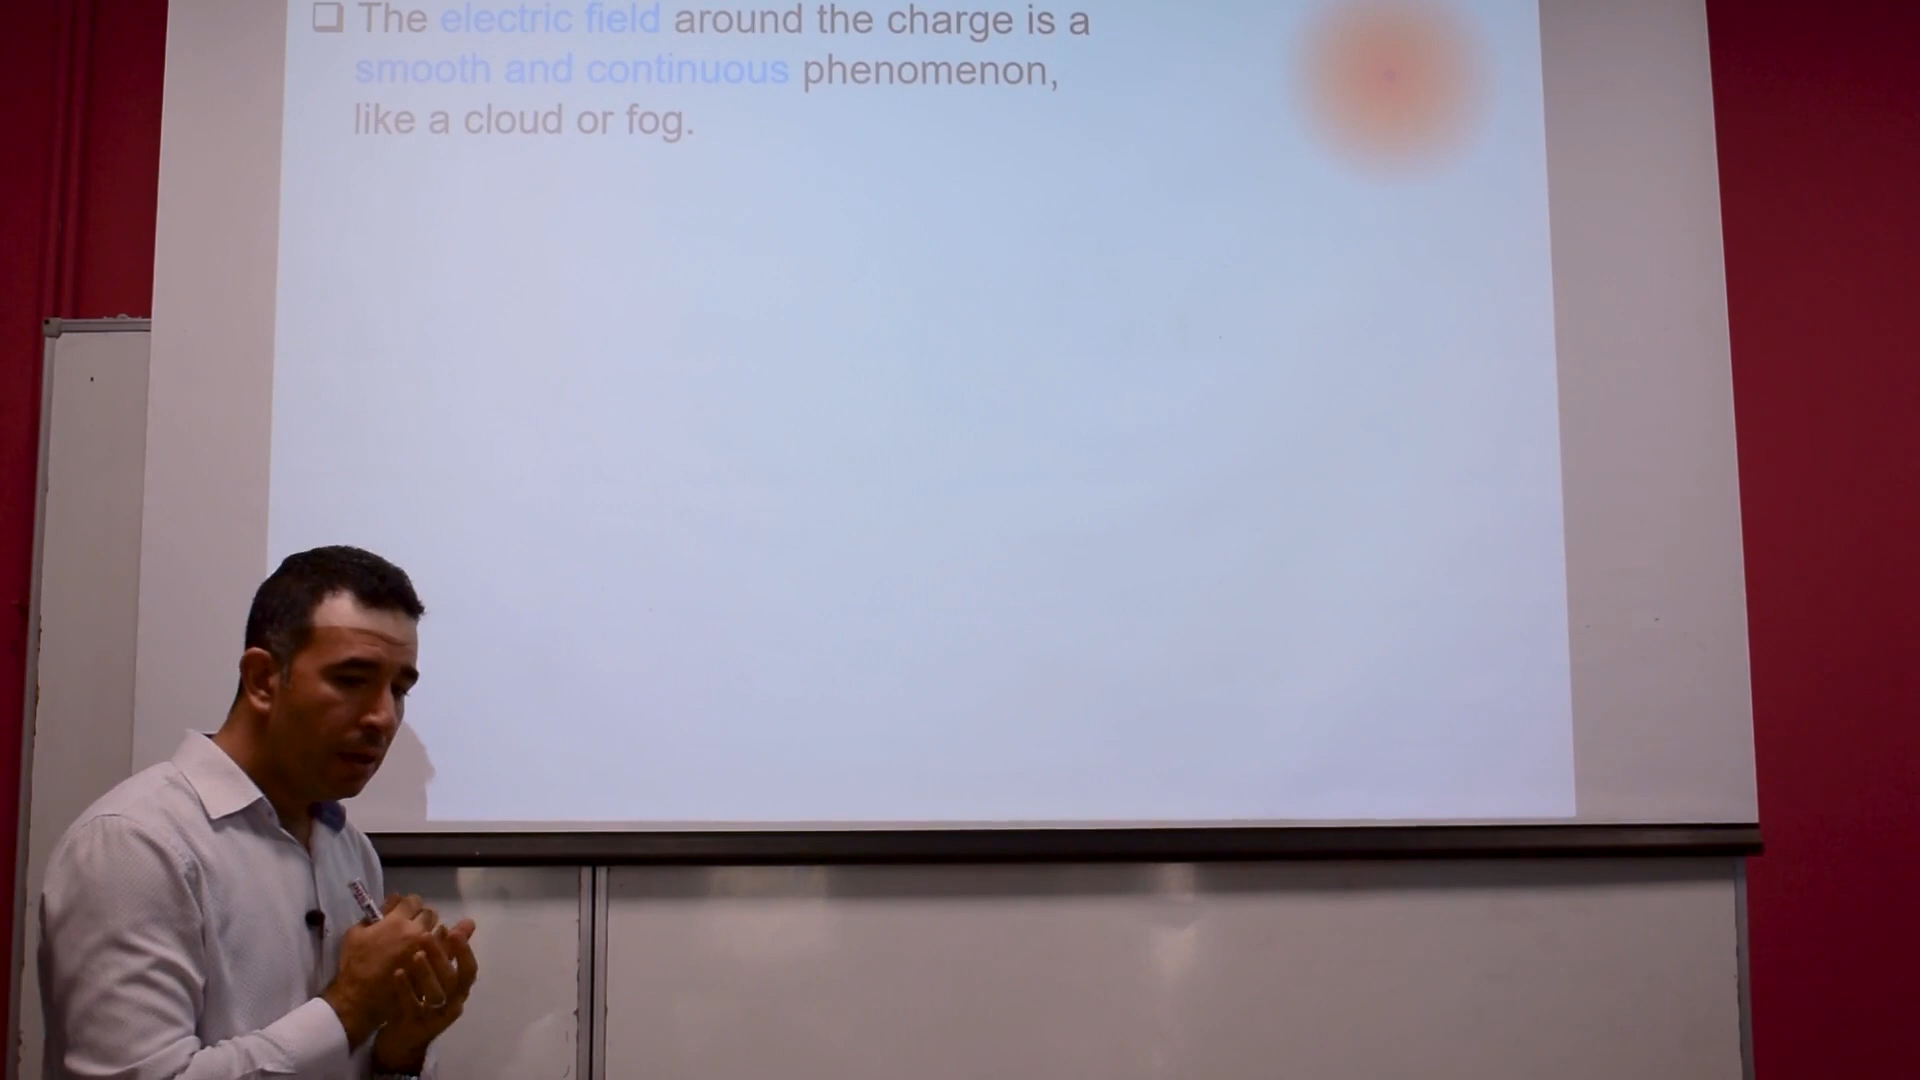 The electric field around the charge is a
smooth and continuous phenomenon,
like a cloud or fog.